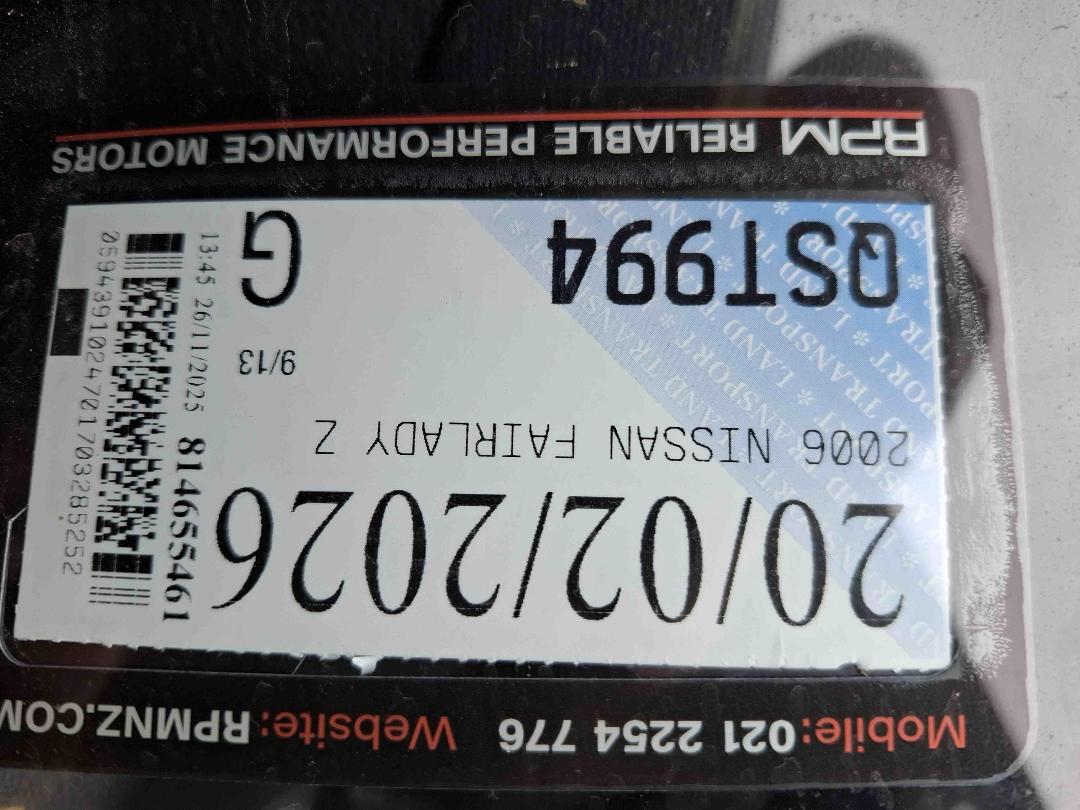 RPM RELIABLE PERFORMANCE MOTORS
QST994
G
9/13
2006 NISSAN FAIRLADY Z
20/02/2026
13:45 26/11/2025 814655461
0594391024701703285252
Mobile: 021 2254 776 Website: RPMNZ.COM